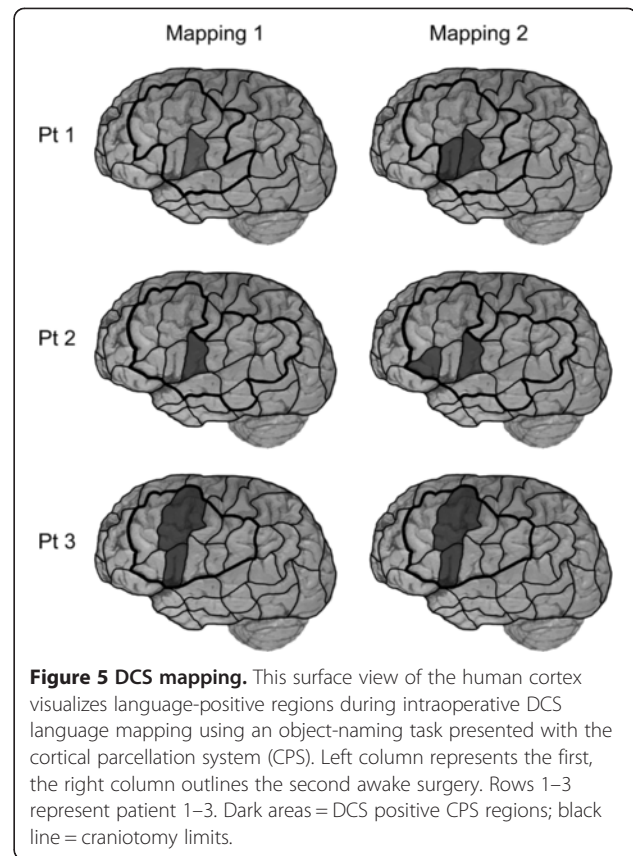 Mapping 1 Mapping 2
Pt 1
Pt 2
Pt 3
Figure 5 DCS mapping. This surface view of the human cortex
visualizes language-positive regions during intraoperative DCS
language mapping using an object-naming task presented with the
cortical parcellation system (CPS). Left column represents the first,
the right column outlines the second awake surgery. Rows 1–3
represent patient 1–3. Dark areas = DCS positive CPS regions; black
line = craniotomy limits.